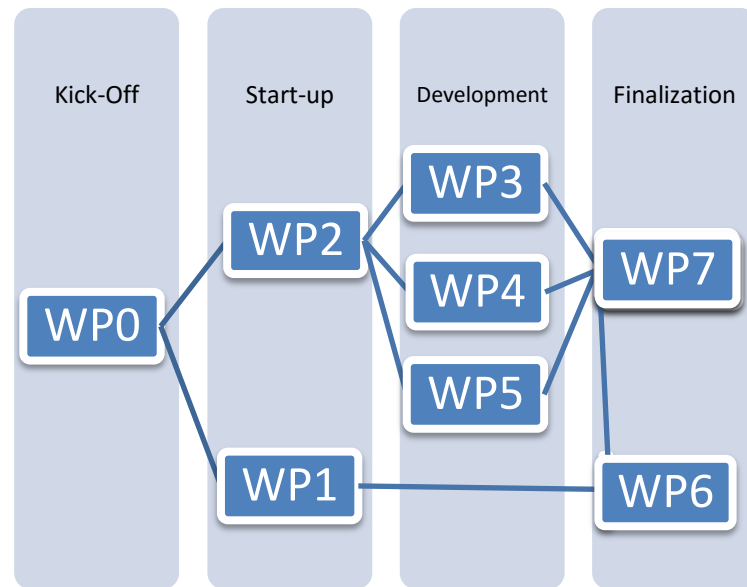 Kick-Off
Start-up
Development
Finalization
WP3
WP2
WP7
WP4
WP0
WP5
WP1
WP6